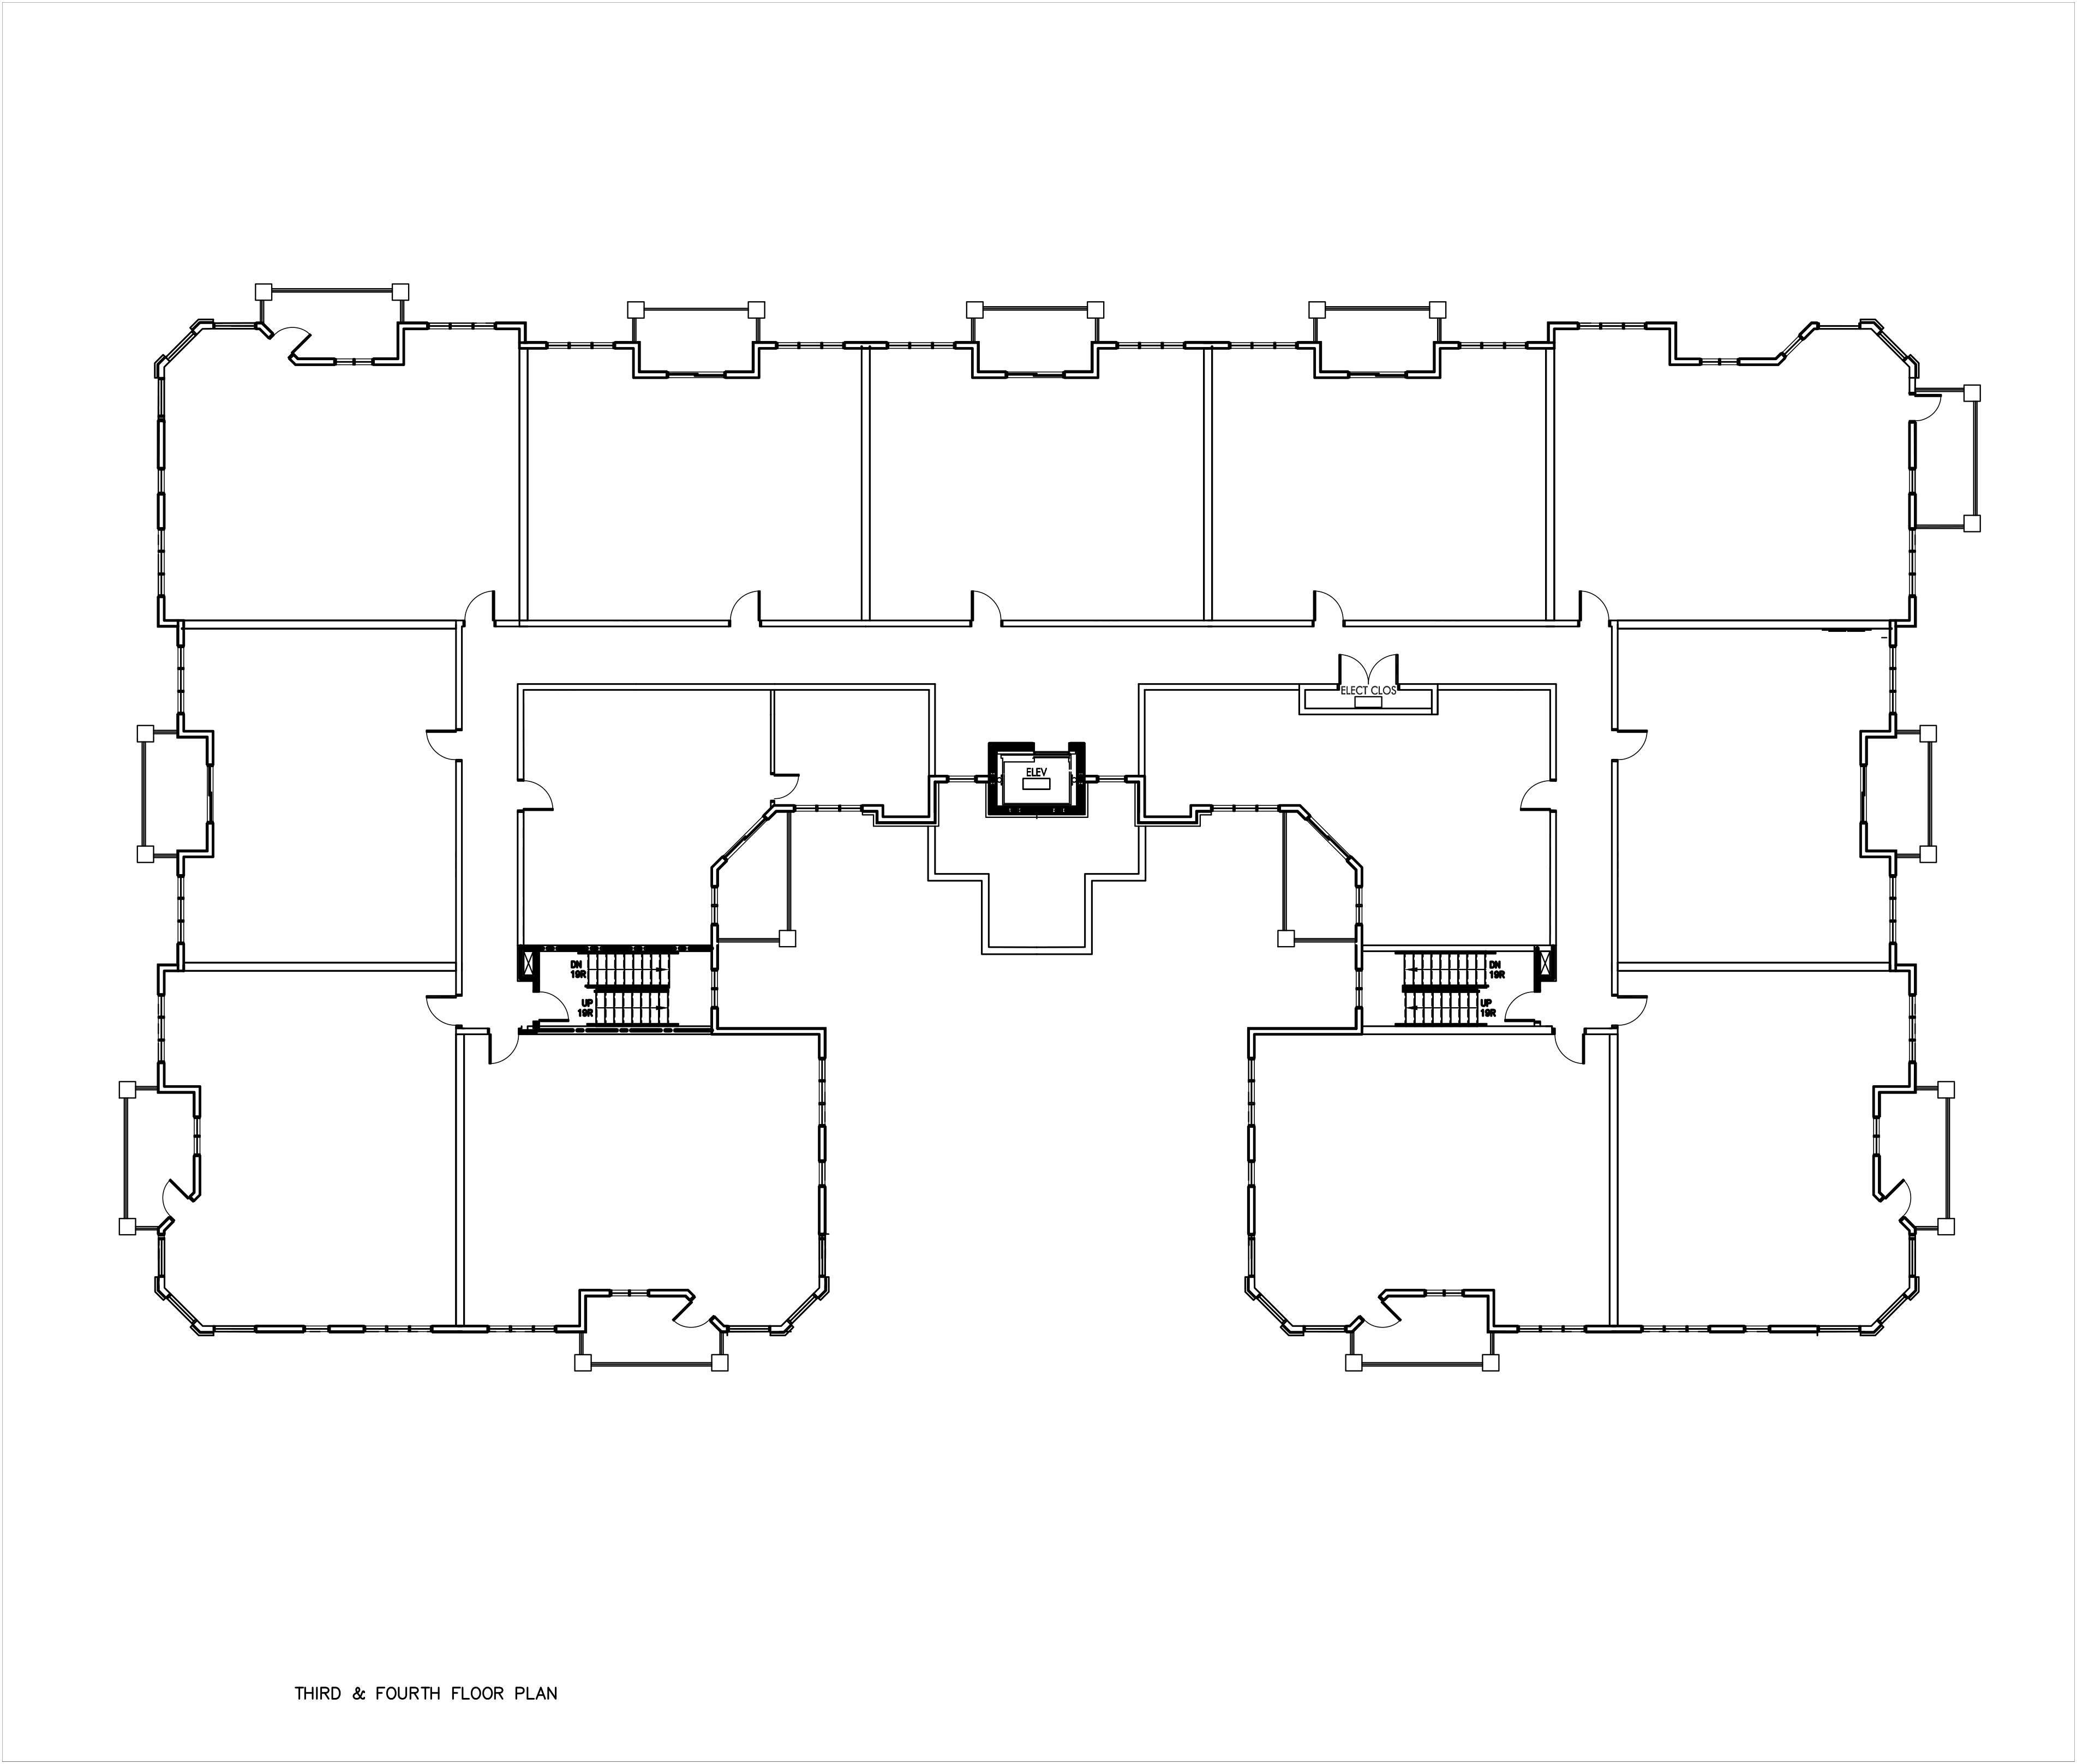 ELECT CLOS
ELEV
DN
19R
UP
19R
DN
19R
UP
19R
THIRD & FOURTH FLOOR PLAN